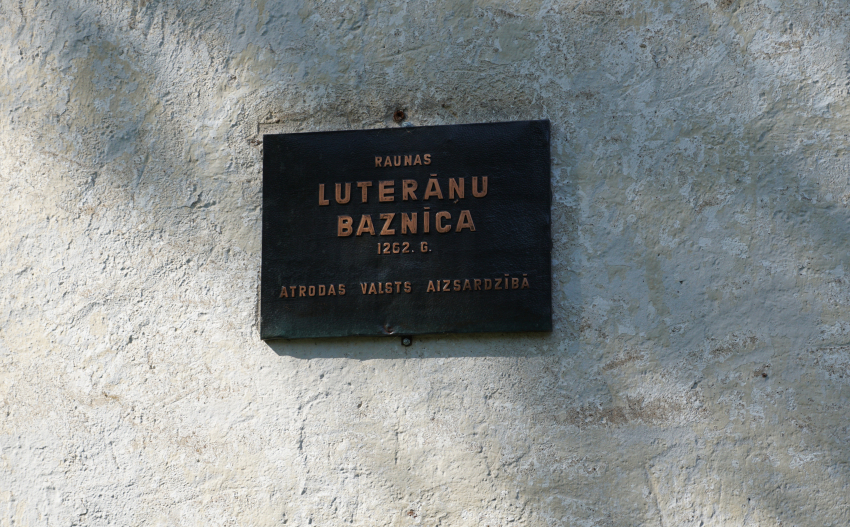 RAUNAS
LUTERĀŅU
BAZNĪCA
1262. G.
ATRODAS VALSTS AIZSARDZĪBĀ